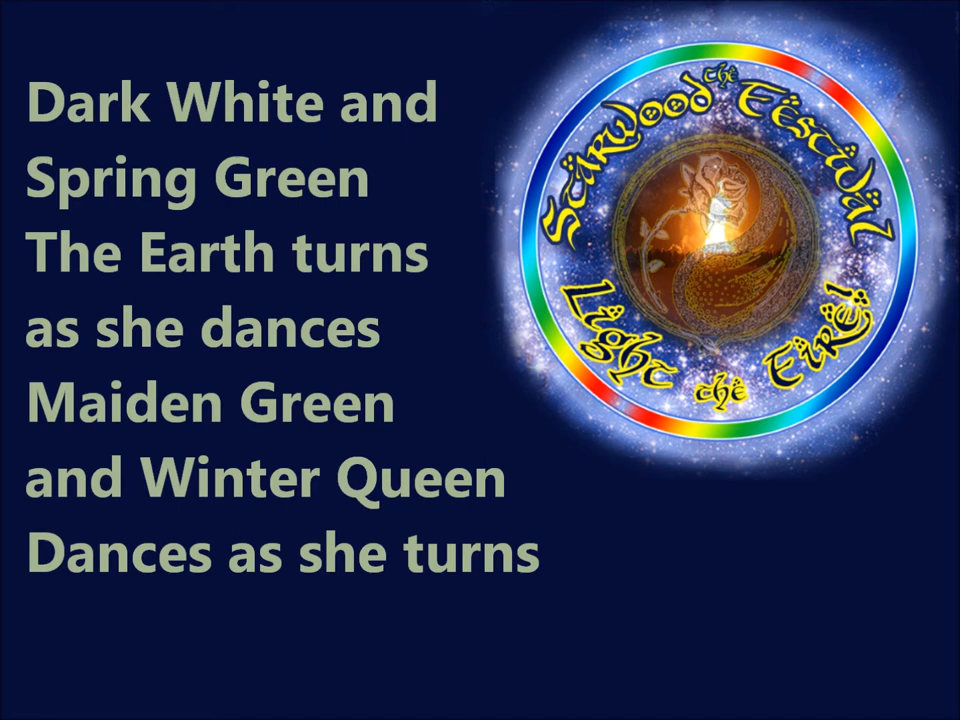 Dark White and
Spring Green
The Earth turns
as she dances
Maiden Green
and Winter Queen
Dances as she turns
the
Starwood Festival
Light the Fire!